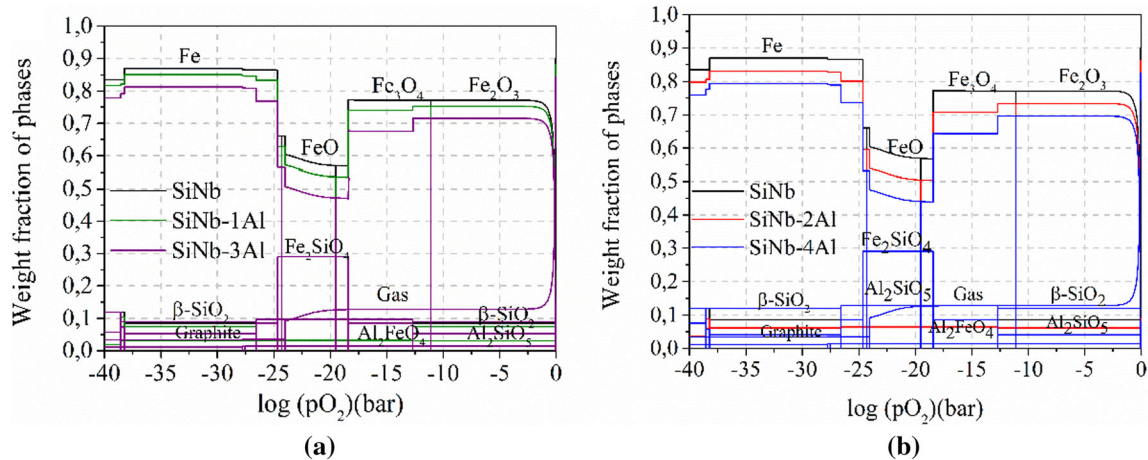 1,0
0,9
0,8
0,7
0,6
0,5
0,4
0,3
0,2
0,1
0,0
Weight fraction of phases
Fe
Fe₃O₄
Fe₂O₃
FeO
SiNb
SiNb-1Al
SiNb-3Al
Fe₂SiO₄
Gas
β-SiO₂
β-SiO₂
Graphite
Al₂FeO₄
Al₂SiO₅
-40 -35 -30 -25 -20 -15 -10 -5 0
log (pO₂)(bar)
(a)
1,0
0,9
0,8
0,7
0,6
0,5
0,4
0,3
0,2
0,1
0,0
Weight fraction of phases
Fe
Fe₃O₄
Fe₂O₃
FeO
SiNb
SiNb-2Al
SiNb-4Al
Fe₂SiO₄
Al₂SiO₅
Gas
β-SiO₂
β-SiO₂
Graphite
Al₂FeO₄
Al₂SiO₅
-40 -35 -30 -25 -20 -15 -10 -5 0
log (pO₂)(bar)
(b)